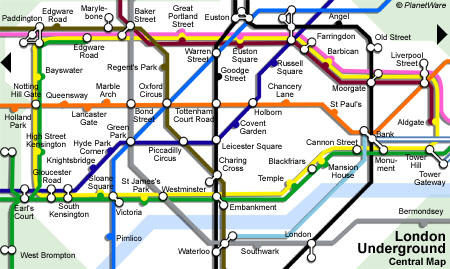 © PlanetWare
Paddington
Edgware
Road
Maryle-
bone
Baker
Street
Great
Portland
Street
Euston
Angel
Edgware
Road
Warren
Street
Euston
Square
Farringdon
Barbican
Old Street
Liverpool
Street
Bayswater
Regent's Park
Russell
Square
Goodge
Street
Moorgate
Notting
Hill Gate
Queensway
Marble
Arch
Oxford
Circus
Chancery
Lane
St Paul's
Holland
Park
Lancaster
Gate
Bond
Street
Tottenham
Court Road
Holborn
Aldgate
High Street
Kensington
Hyde Park
Corner
Green
Park
Covent
Garden
Bank
Knightsbridge
Piccadilly
Circus
Leicester Square
Cannon Street
Monu-
ment
Tower
Hill
Gloucester
Road
Sloane
Square
St James's
Park
Charing
Cross
Blackfriars
Mansion
House
Tower
Gateway
Temple
Westminster
Earl's
Court
South
Kensington
Victoria
Embankment
Bermondsey
Pimlico
London
West Brompton
Waterloo
Southwark
London
Underground
Central Map